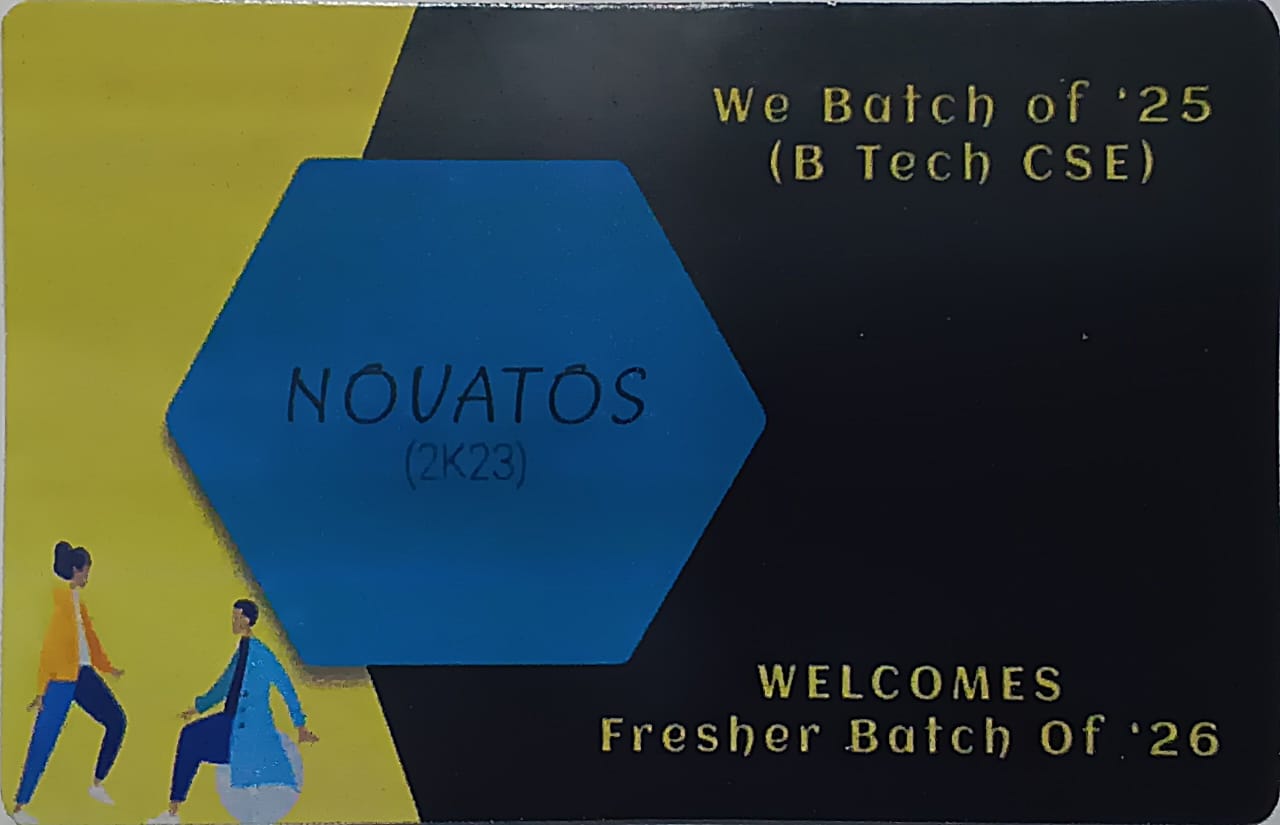 We Batch of '25
(B Tech CSE)
NOVATOS
(2K23)
WELCOMES
Fresher Batch Of '26